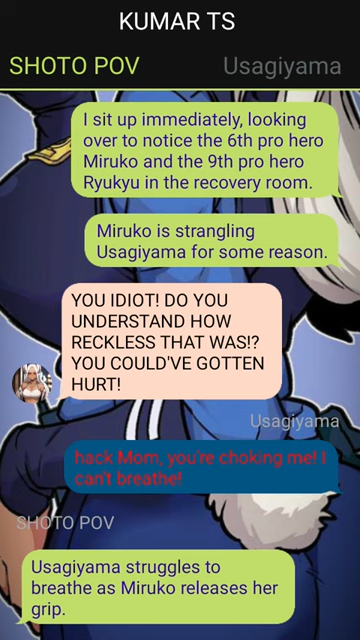 KUMAR TS
SHOTO POV
Usagiyama
I sit up immediately, looking
over to notice the 6th pro hero
Miruko and the 9th pro hero
Ryukyu in the recovery room.
Miruko is strangling
Usagiyama for some reason.
YOU IDIOT! DO YOU
UNDERSTAND HOW
RECKLESS THAT WAS!?
YOU COULD'VE GOTTEN
HURT!
Usagiyama
hack Mom, you're choking me! I
can't breathe!
SHOTO POV
Usagiyama struggles to
breathe as Miruko releases her
grip.